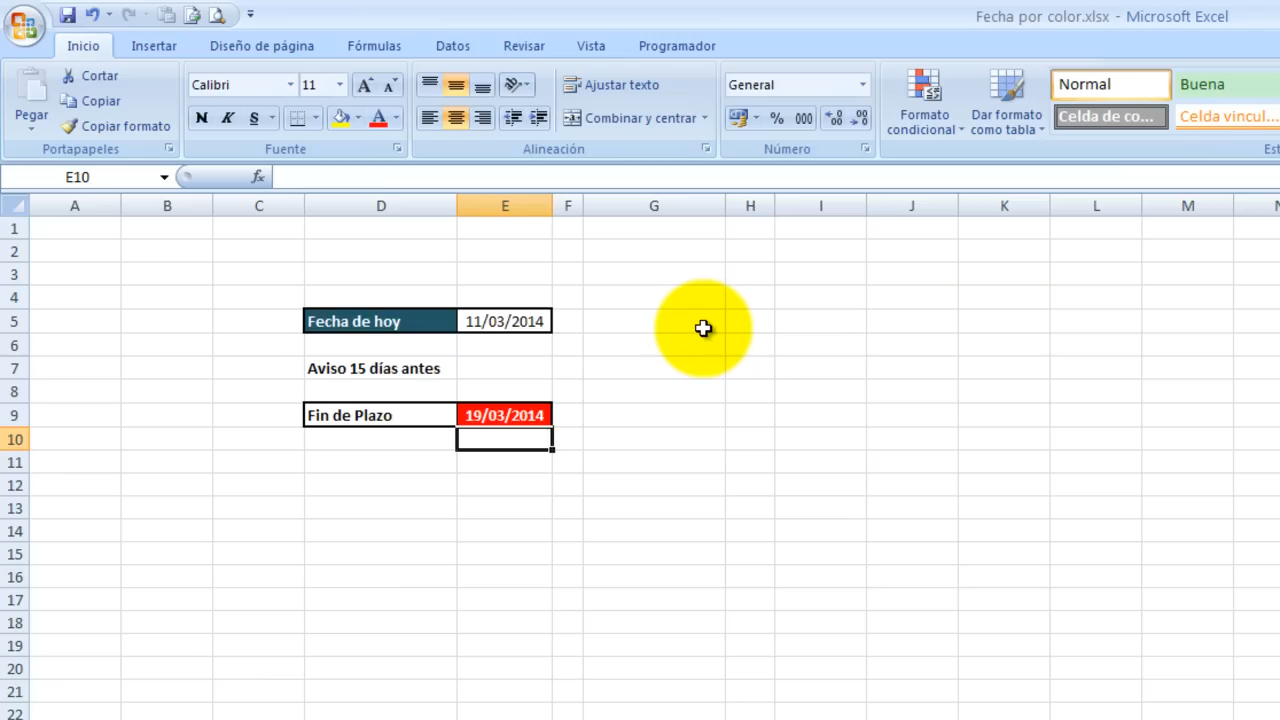 Fecha por color.xlsx - Microsoft Excel
Inicio Insertar Diseño de página Fórmulas Datos Revisar Vista Programador
Pegar
Cortar
Copiar
Copiar formato
Portapapeles
Calibri 11
N K S
Fuente
Ajustar texto
Combinar y centrar
Alineación
General
% 000
Número
Formato condicional
Dar formato como tabla
Normal Buena
Celda de co... Celda vincul...
Est
E10 fx
A B C D E F G H I J K L M N
1
2
3
4
5 Fecha de hoy 11/03/2014
6
7 Aviso 15 días antes
8
9 Fin de Plazo 19/03/2014
10
11
12
13
14
15
16
17
18
19
20
21
22